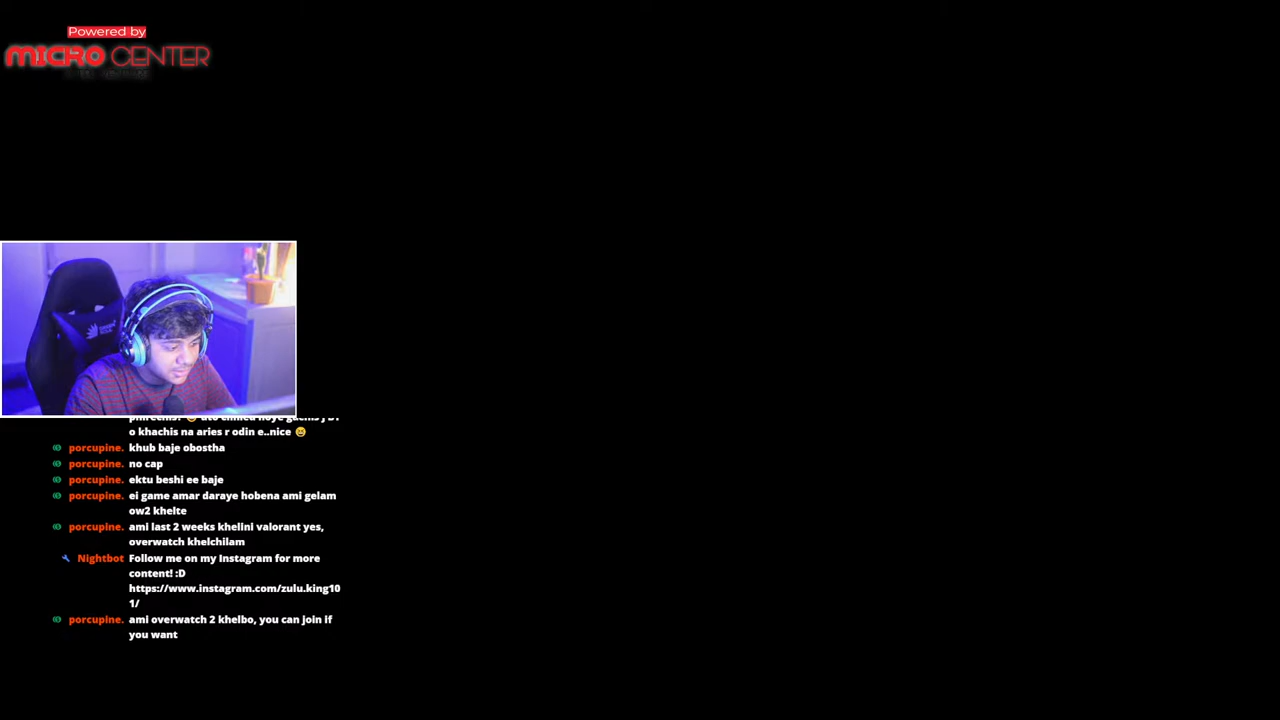 Powered by
MICRO CENTER
o khachis na aries r odin e..nice 😆
porcupine. khub baje obostha
porcupine. no cap
porcupine. ektu beshi ee baje
porcupine. ei game amar daraye hobena ami gelam
ow2 khelte
porcupine. ami last 2 weeks khelini valorant yes,
overwatch khelchilam
Nightbot Follow me on my Instagram for more
content! :D
https://www.instagram.com/zulu.king10
1/
porcupine. ami overwatch 2 khelbo, you can join if
you want